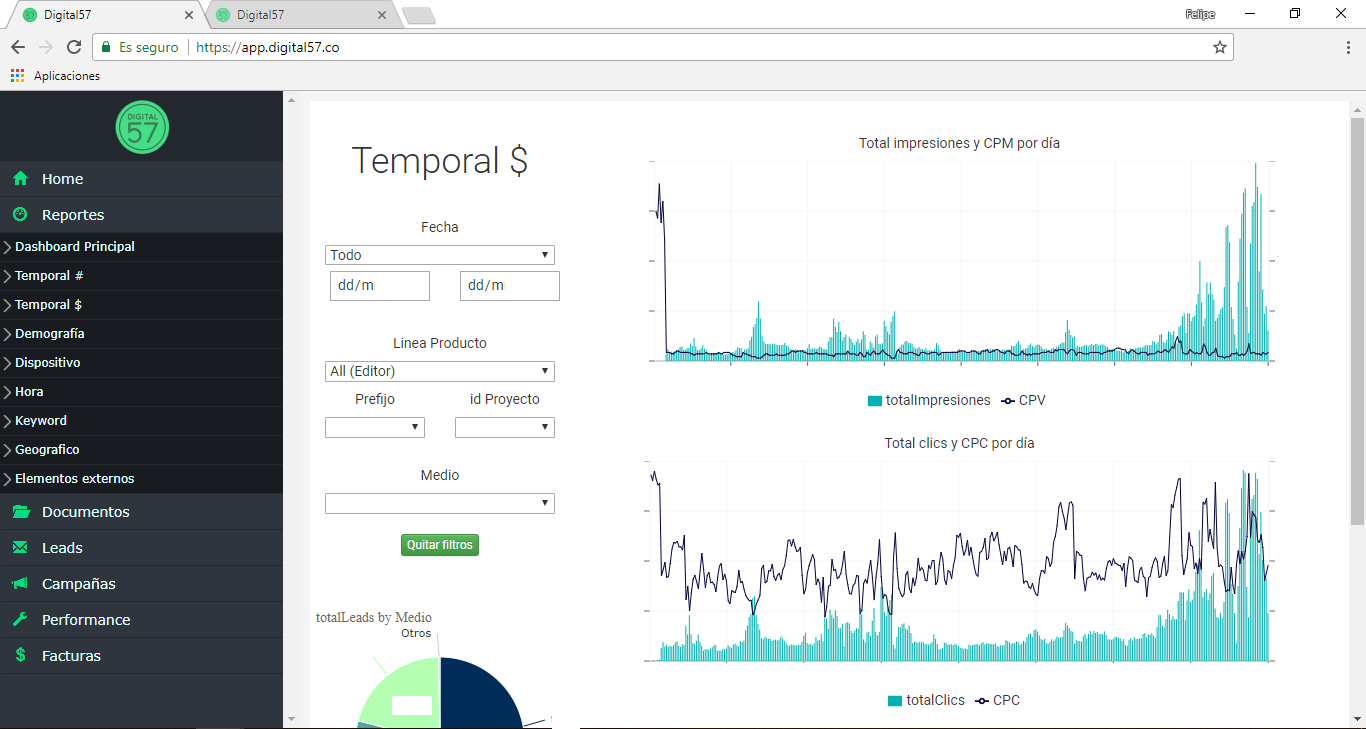 Digital57
Digital57
Felipe
Es seguro
https://app.digital57.co
Aplicaciones
DIGITAL
57
Home
Reportes
Dashboard Principal
Temporal #
Temporal $
Demografía
Dispositivo
Hora
Keyword
Geografico
Elementos externos
Documentos
Leads
Campañas
Performance
Facturas
Temporal $
Fecha
Todo
dd/m
dd/m
Linea Producto
All (Editor)
Prefijo
id Proyecto
Medio
Quitar filtros
totalLeads by Medio
Otros
Total impresiones y CPM por día
totalImpresiones
CPV
Total clics y CPC por día
totalClics
CPC